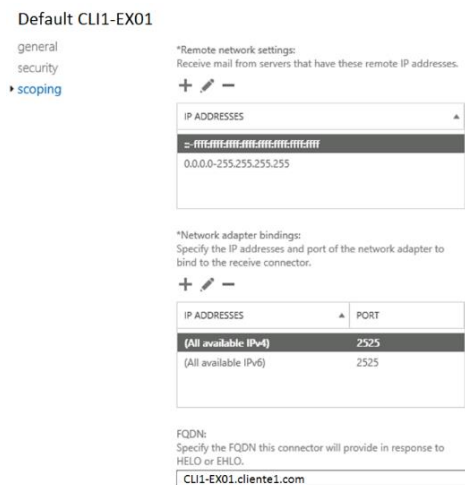 Default CLI1-EX01
general
security
scoping
*Remote network settings:
Receive mail from servers that have these remote IP addresses.
IP ADDRESSES
::-ffff:ffff:ffff:ffff:ffff:ffff:ffff:ffff
0.0.0.0-255.255.255.255
*Network adapter bindings:
Specify the IP addresses and port of the network adapter to
bind to the receive connector.
IP ADDRESSES PORT
(All available IPv4) 2525
(All available IPv6) 2525
FQDN:
Specify the FQDN this connector will provide in response to
HELO or EHLO.
CLI1-EX01.cliente1.com